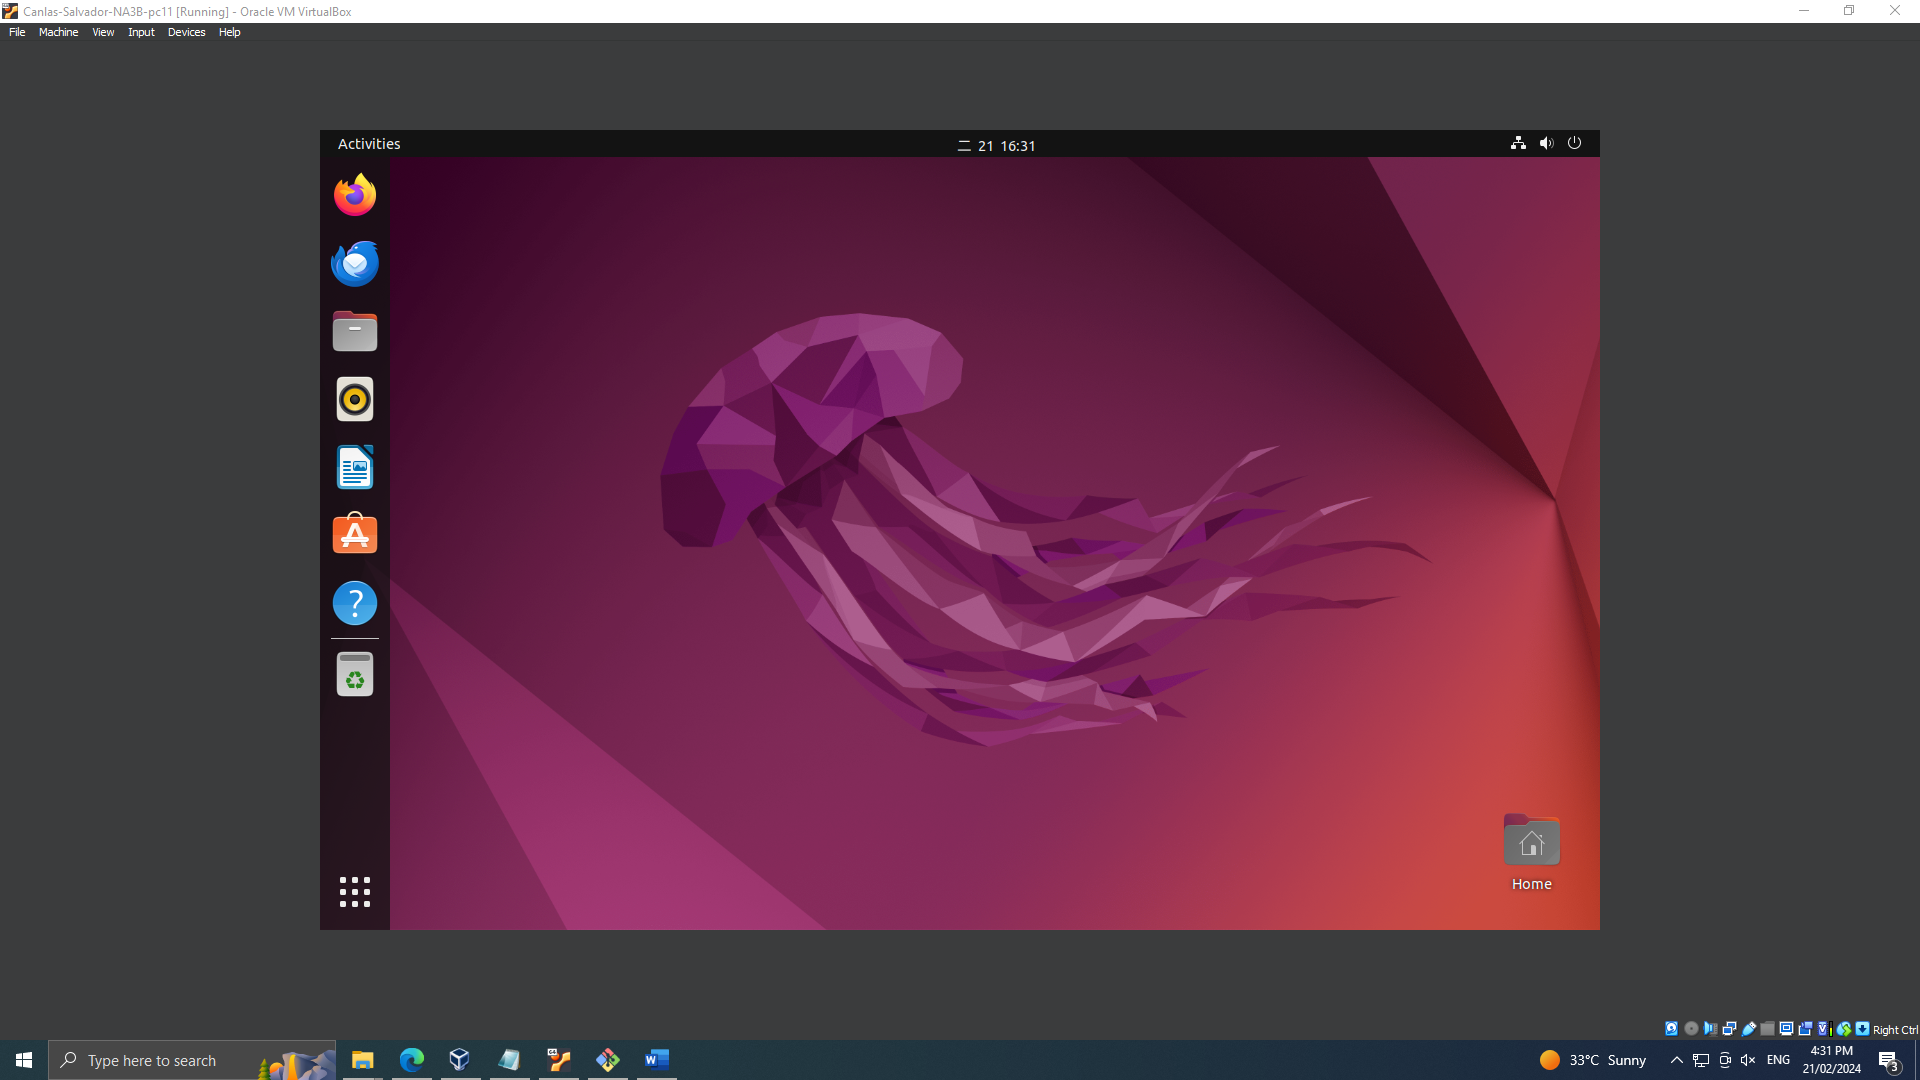 Canlas-Salvador-NA3B-pc11 [Running] - Oracle VM VirtualBox
File Machine View Input Devices Help
Activities
二 21 16:31
Home
Right Ctrl
Type here to search
33°C Sunny
ENG
4:31 PM
21/02/2024
3